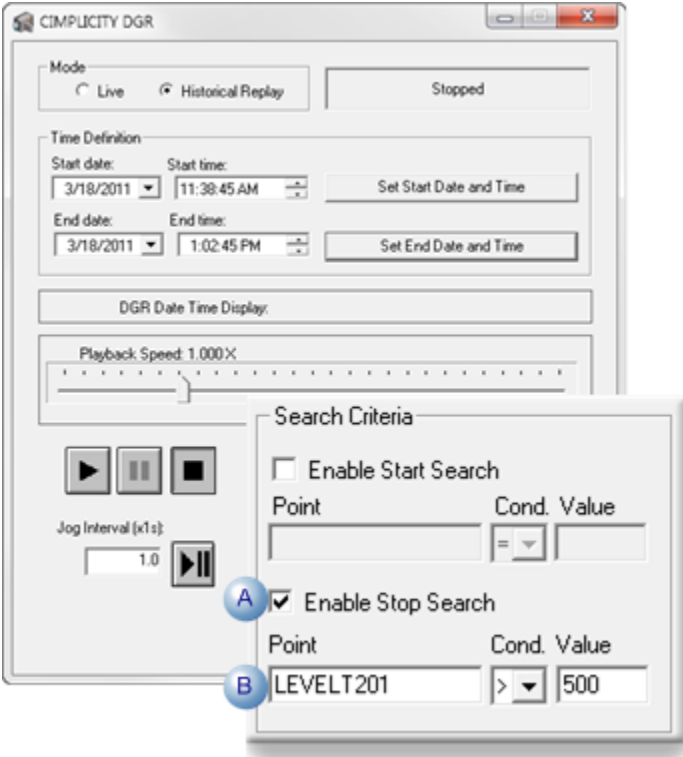 CIMPLICITY DGR
Mode
Live Historical Replay
Stopped
Time Definition
Start date: Start time:
3/18/2011 11:38:45 AM Set Start Date and Time
End date: End time:
3/18/2011 1:02:45 PM Set End Date and Time
DGR Date Time Display:
Playback Speed: 1.000X
Jog Interval (x1s):
1.0
Search Criteria
Enable Start Search
Point Cond. Value
=
A Enable Stop Search
Point Cond. Value
B LEVELT201 > 500